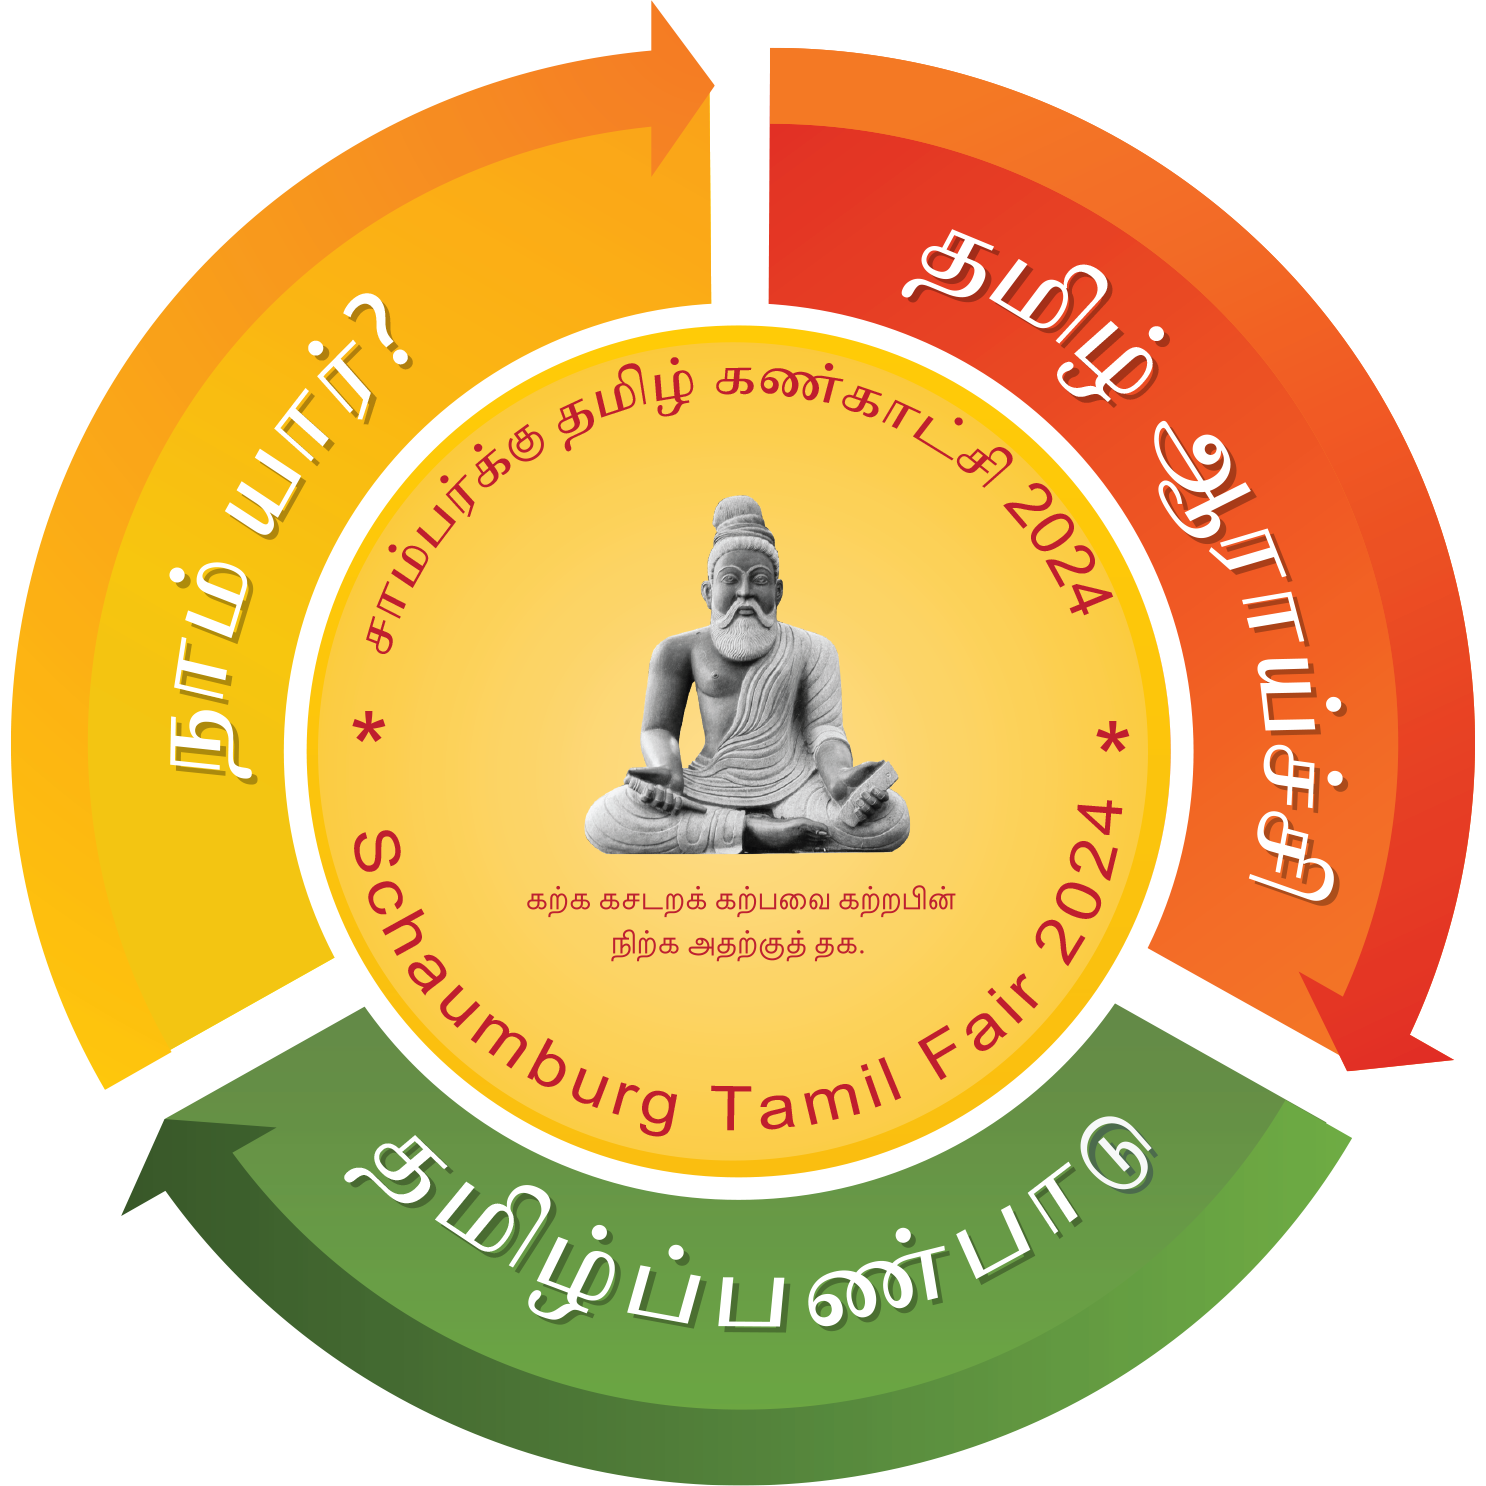 நாம் யார்?
தமிழ் ஆராய்ச்சி
சாம்பர்க்கு தமிழ் கண்காட்சி 2024
* *
கற்க கசடறக் கற்பவை கற்றபின்
நிற்க அதற்குத் தக.
Schaumburg Tamil Fair 2024
தமிழ்ப்பண்பாடு